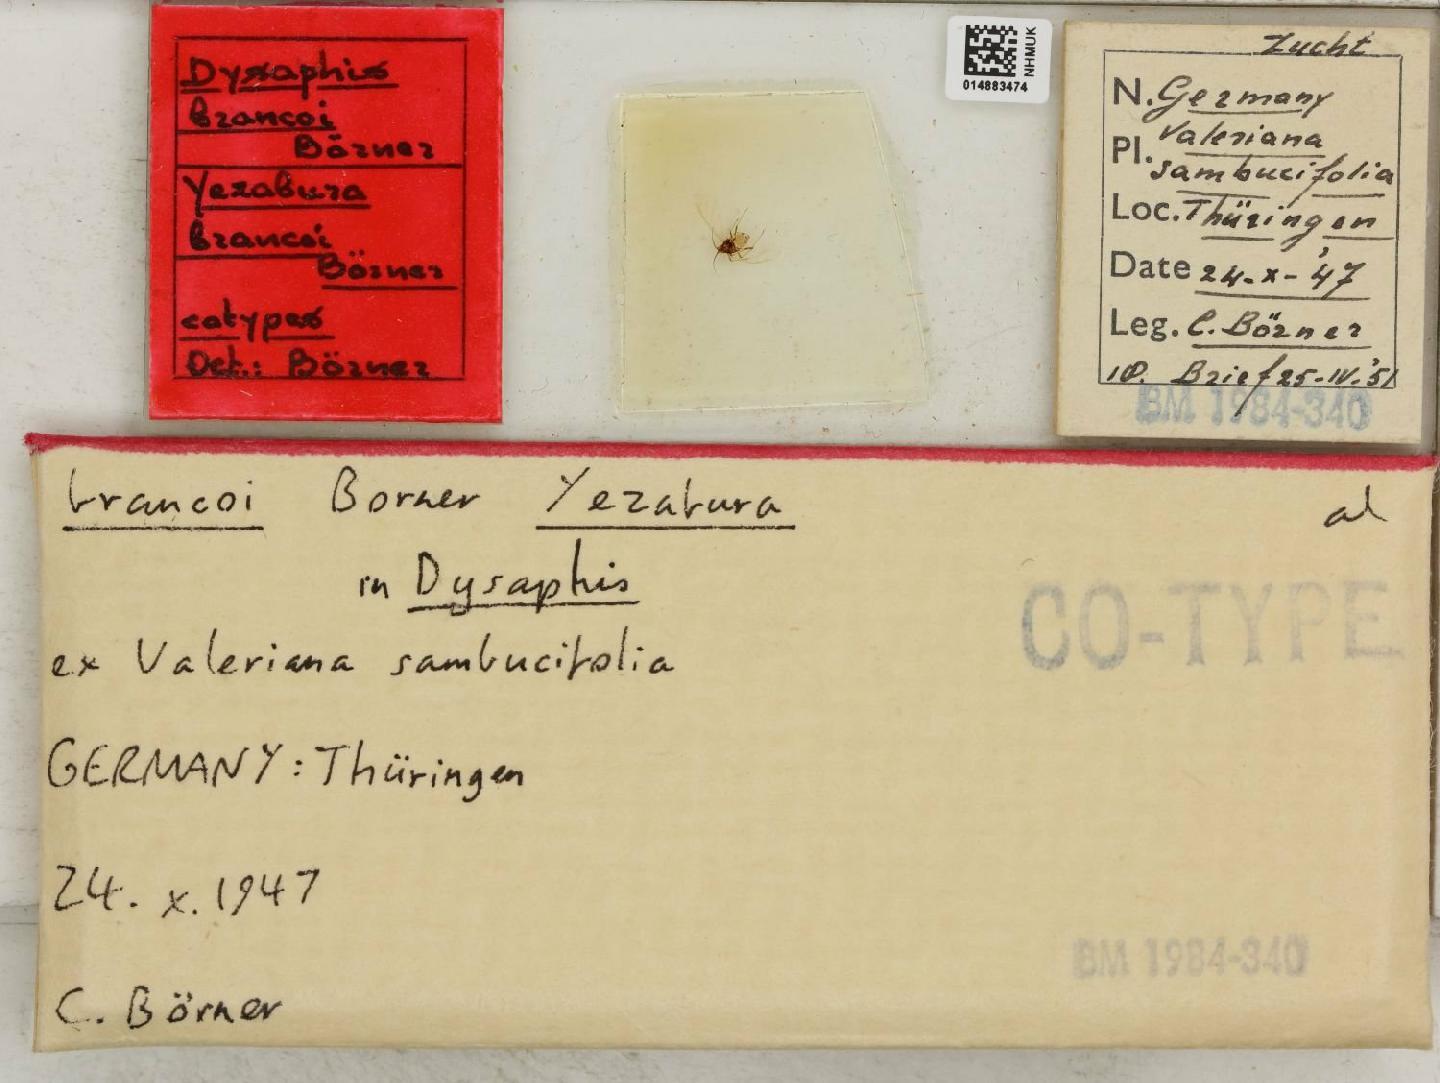 Dysaphis
brancoi
Börner
Yezabura
brancoi
Börner
cotypes
Det.: Börner
NHMUK
014883474
Zucht
N. Germany
Pl. Valeriana
sambucifolia
Loc. Thüringen
Date 24-x-'47
Leg. C. Börner
Brief 25-IV-'51
BM 1984-340
brancoi Borner Yezabura al
in Dysaphis
CO-TYPE
ex Valeriana sambucifolia
GERMANY: Thüringen
24. x. 1947
BM 1984-340
C. Börner